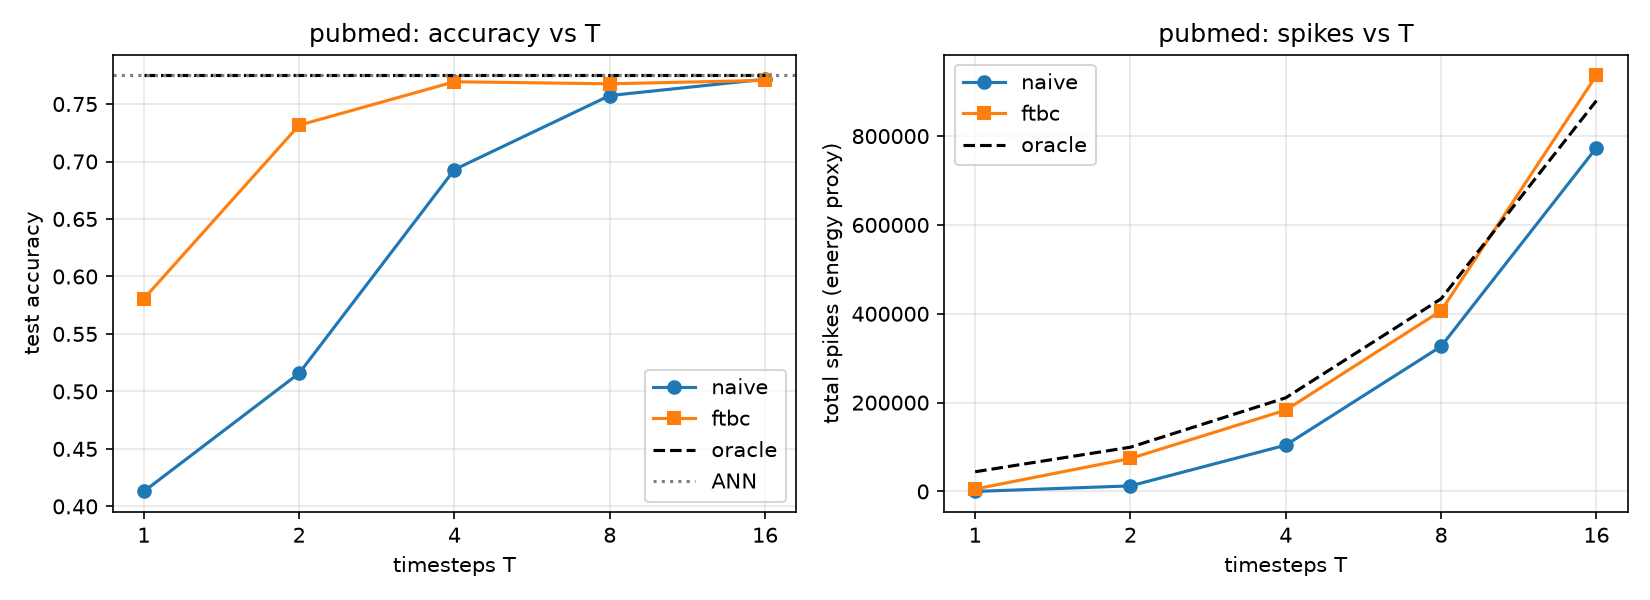 pubmed: accuracy vs T
test accuracy
0.75
0.70
0.65
0.60
0.55
0.50
0.45
0.40
naive
ftbc
oracle
ANN
1 2 4 8 16
timesteps T
pubmed: spikes vs T
total spikes (energy proxy)
800000
600000
400000
200000
0
naive
ftbc
oracle
1 2 4 8 16
timesteps T